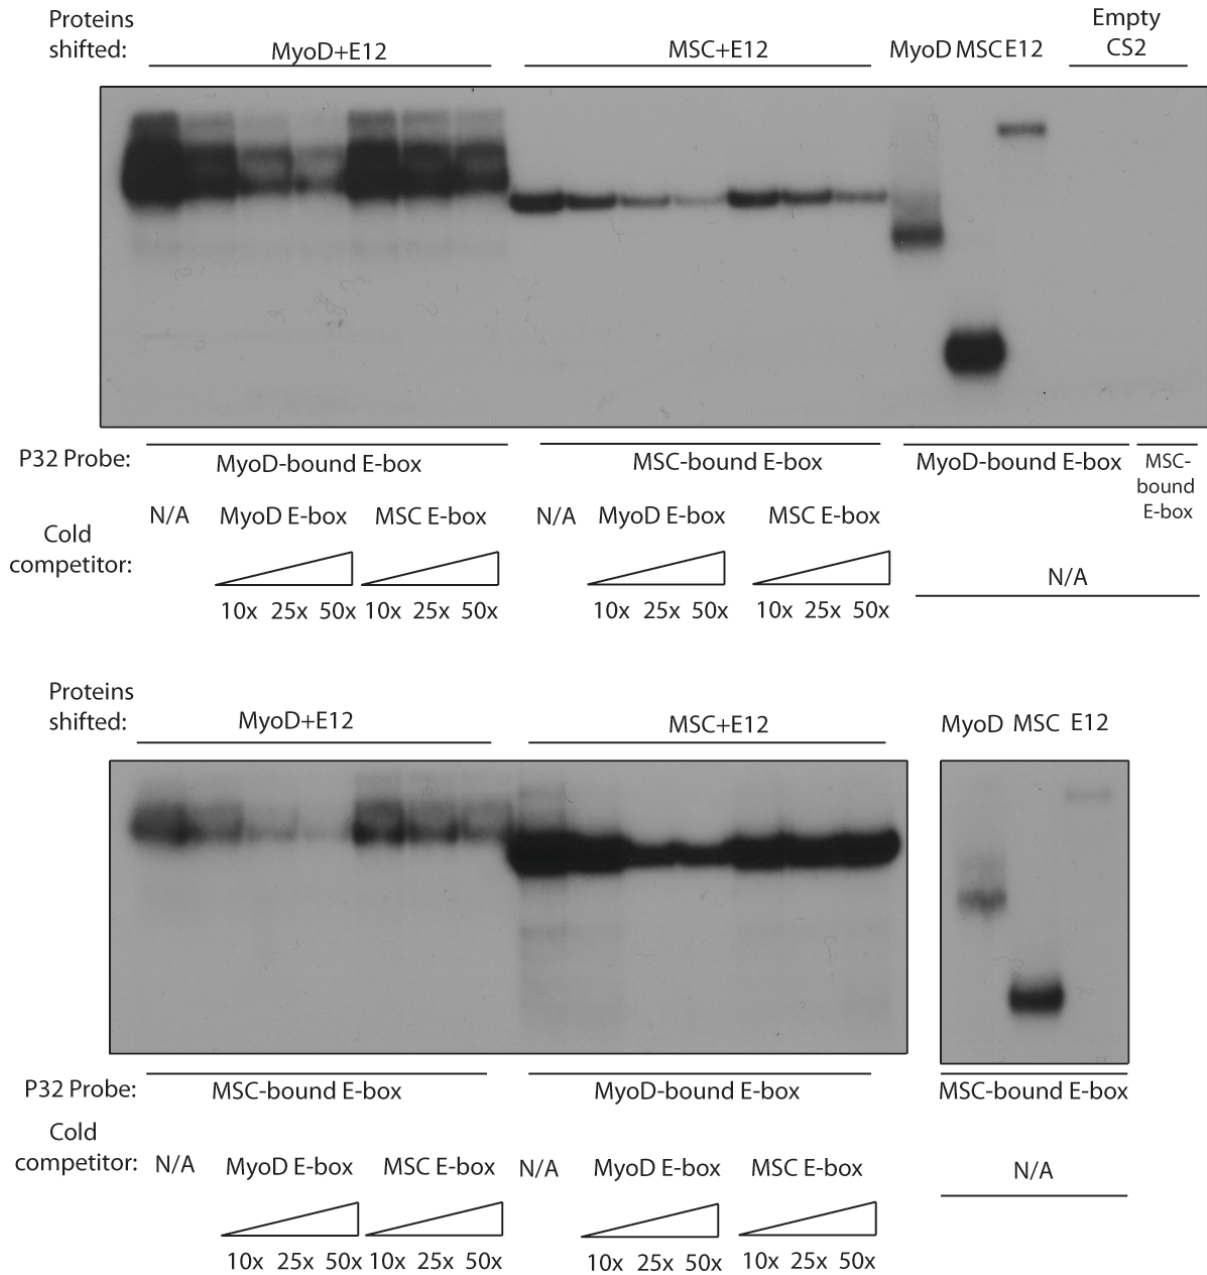 Proteins shifted: MyoD+E12 MSC+E12 MyoD MSC E12 Empty CS2
P32 Probe: MyoD-bound E-box MSC-bound E-box MyoD-bound E-box MSC-bound E-box
Cold competitor: N/A MyoD E-box MSC E-box N/A MyoD E-box MSC E-box N/A
10x 25x 50x 10x 25x 50x 10x 25x 50x 10x 25x 50x
Proteins shifted: MyoD+E12 MSC+E12 MyoD MSC E12
P32 Probe: MSC-bound E-box MyoD-bound E-box MSC-bound E-box
Cold competitor: N/A MyoD E-box MSC E-box N/A MyoD E-box MSC E-box N/A
10x 25x 50x 10x 25x 50x 10x 25x 50x 10x 25x 50x